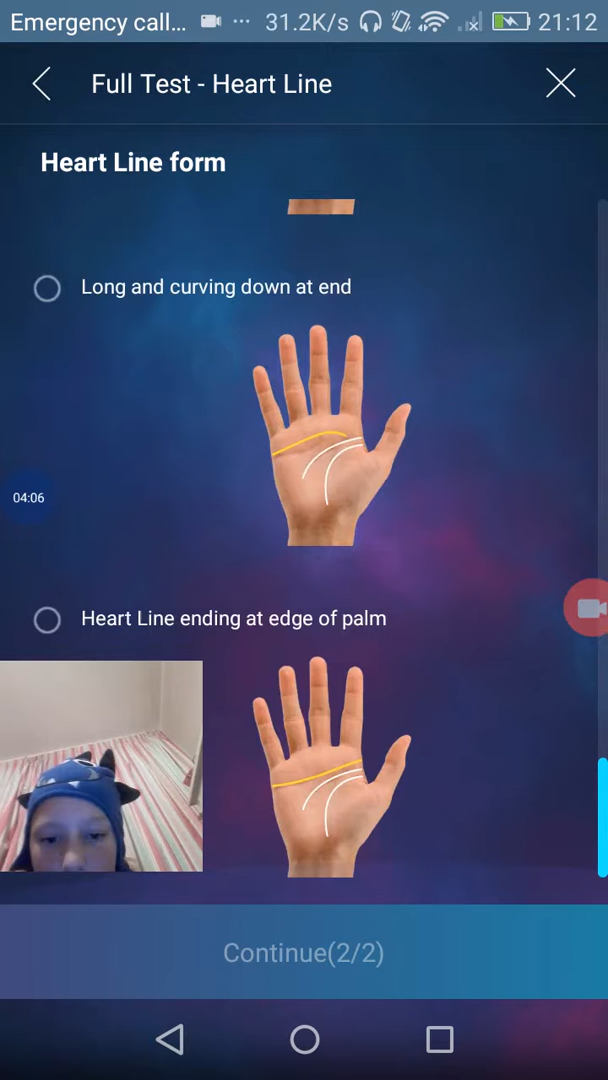 Emergency call... ... 31.2K/s 21:12
Full Test - Heart Line
Heart Line form
Long and curving down at end
04:06
Heart Line ending at edge of palm
Continue(2/2)